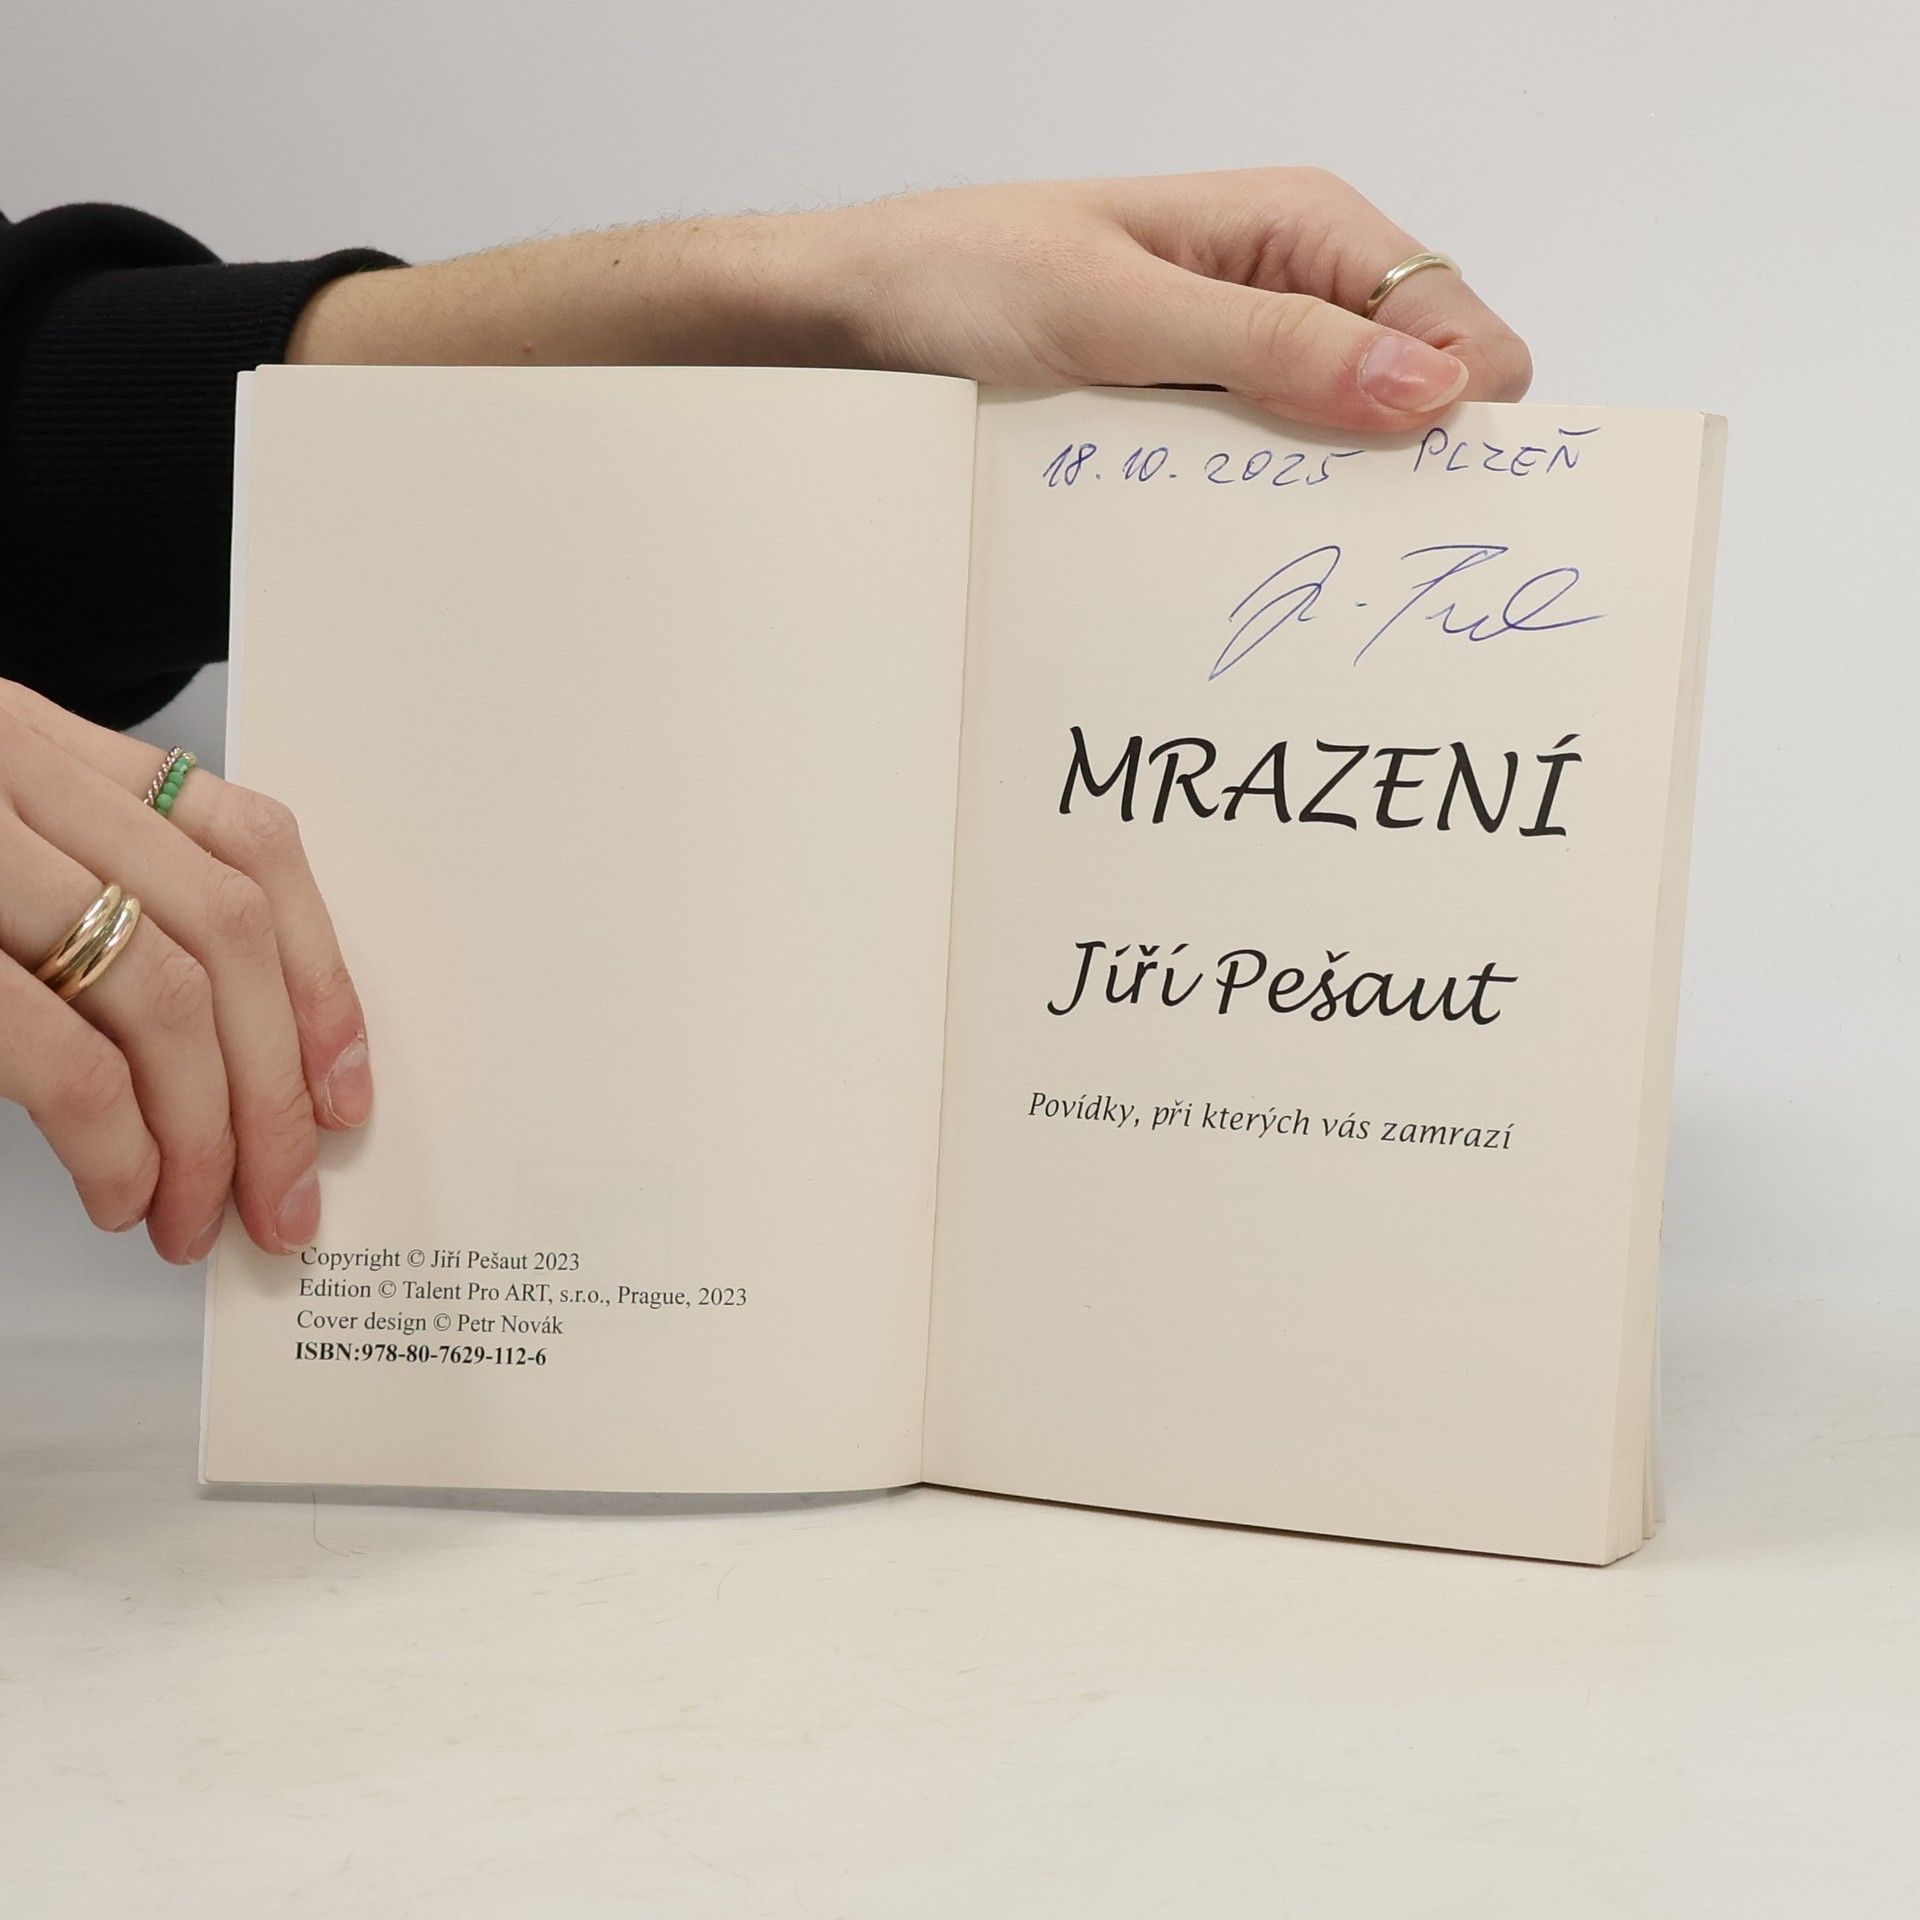 Copyright © Jiří Pešaut 2023
Edition © Talent Pro ART, s.r.o., Prague, 2023
Cover design © Petr Novák
ISBN:978-80-7629-112-6
18.10.2025 PLZEŇ
MRAZENÍ
Jiří Pešaut
Povídky, při kterých vás zamrazí